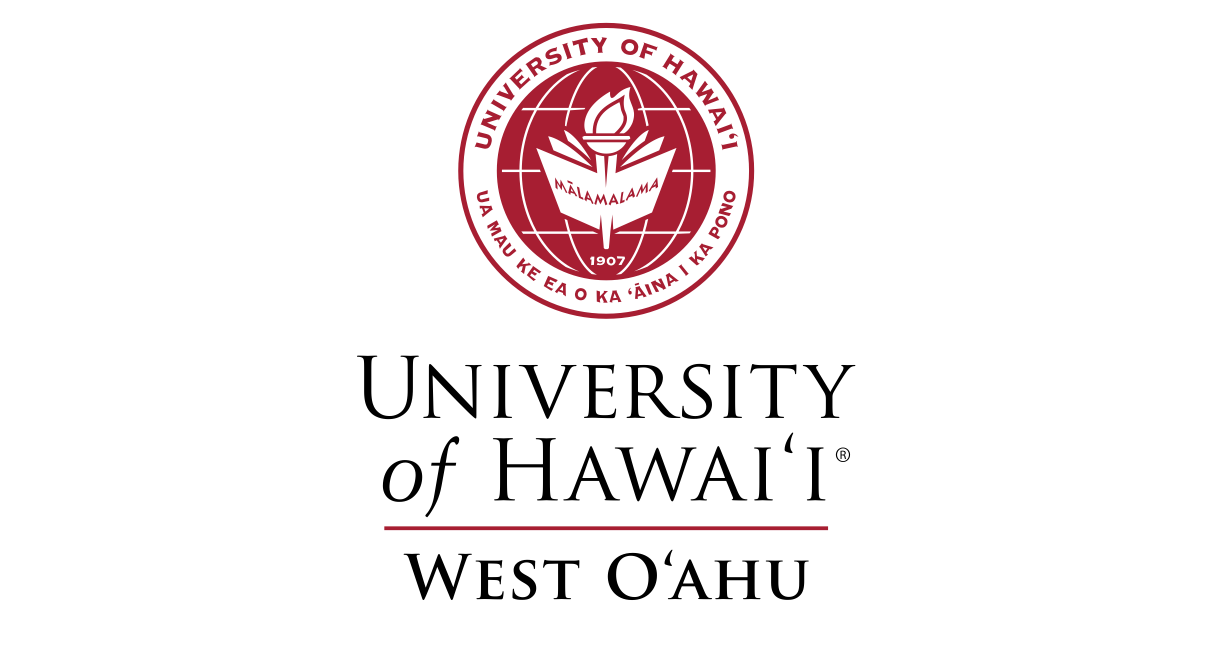 UNIVERSITY OF HAWAIʻI
MĀLAMALAMA
1907
UA MAU KE EA O KA ʻĀINA I KA PONO
UNIVERSITY
of HAWAIʻI®
WEST OʻAHU